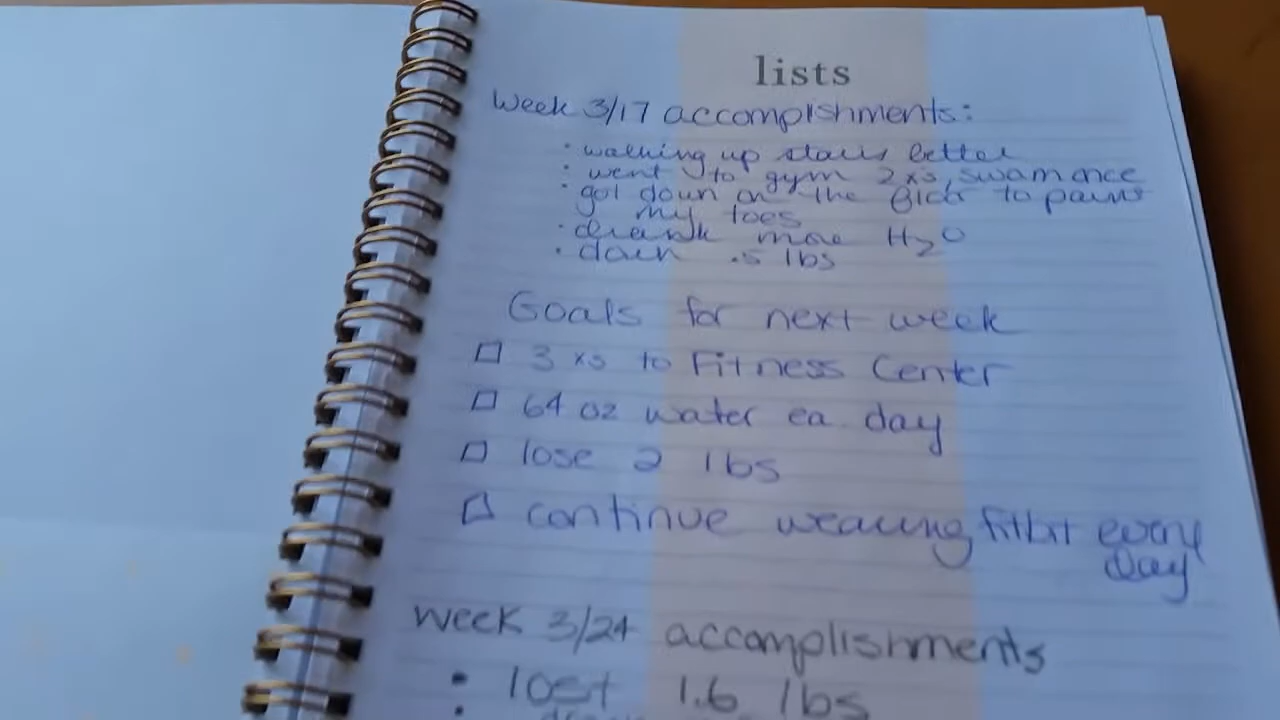 lists
Week 3/17 accomplishments:
• walking up stairs better
• went to gym 2xs, swam once
• got down on the floor to paint
my toes
• drank more H2O
• down .5 lbs
Goals for next week
□ 3 xs to Fitness Center
□ 64 oz water ea day
□ lose 2 lbs
□ continue wearing fitbit every
day
Week 3/24 accomplishments
• lost 1.6 lbs
•